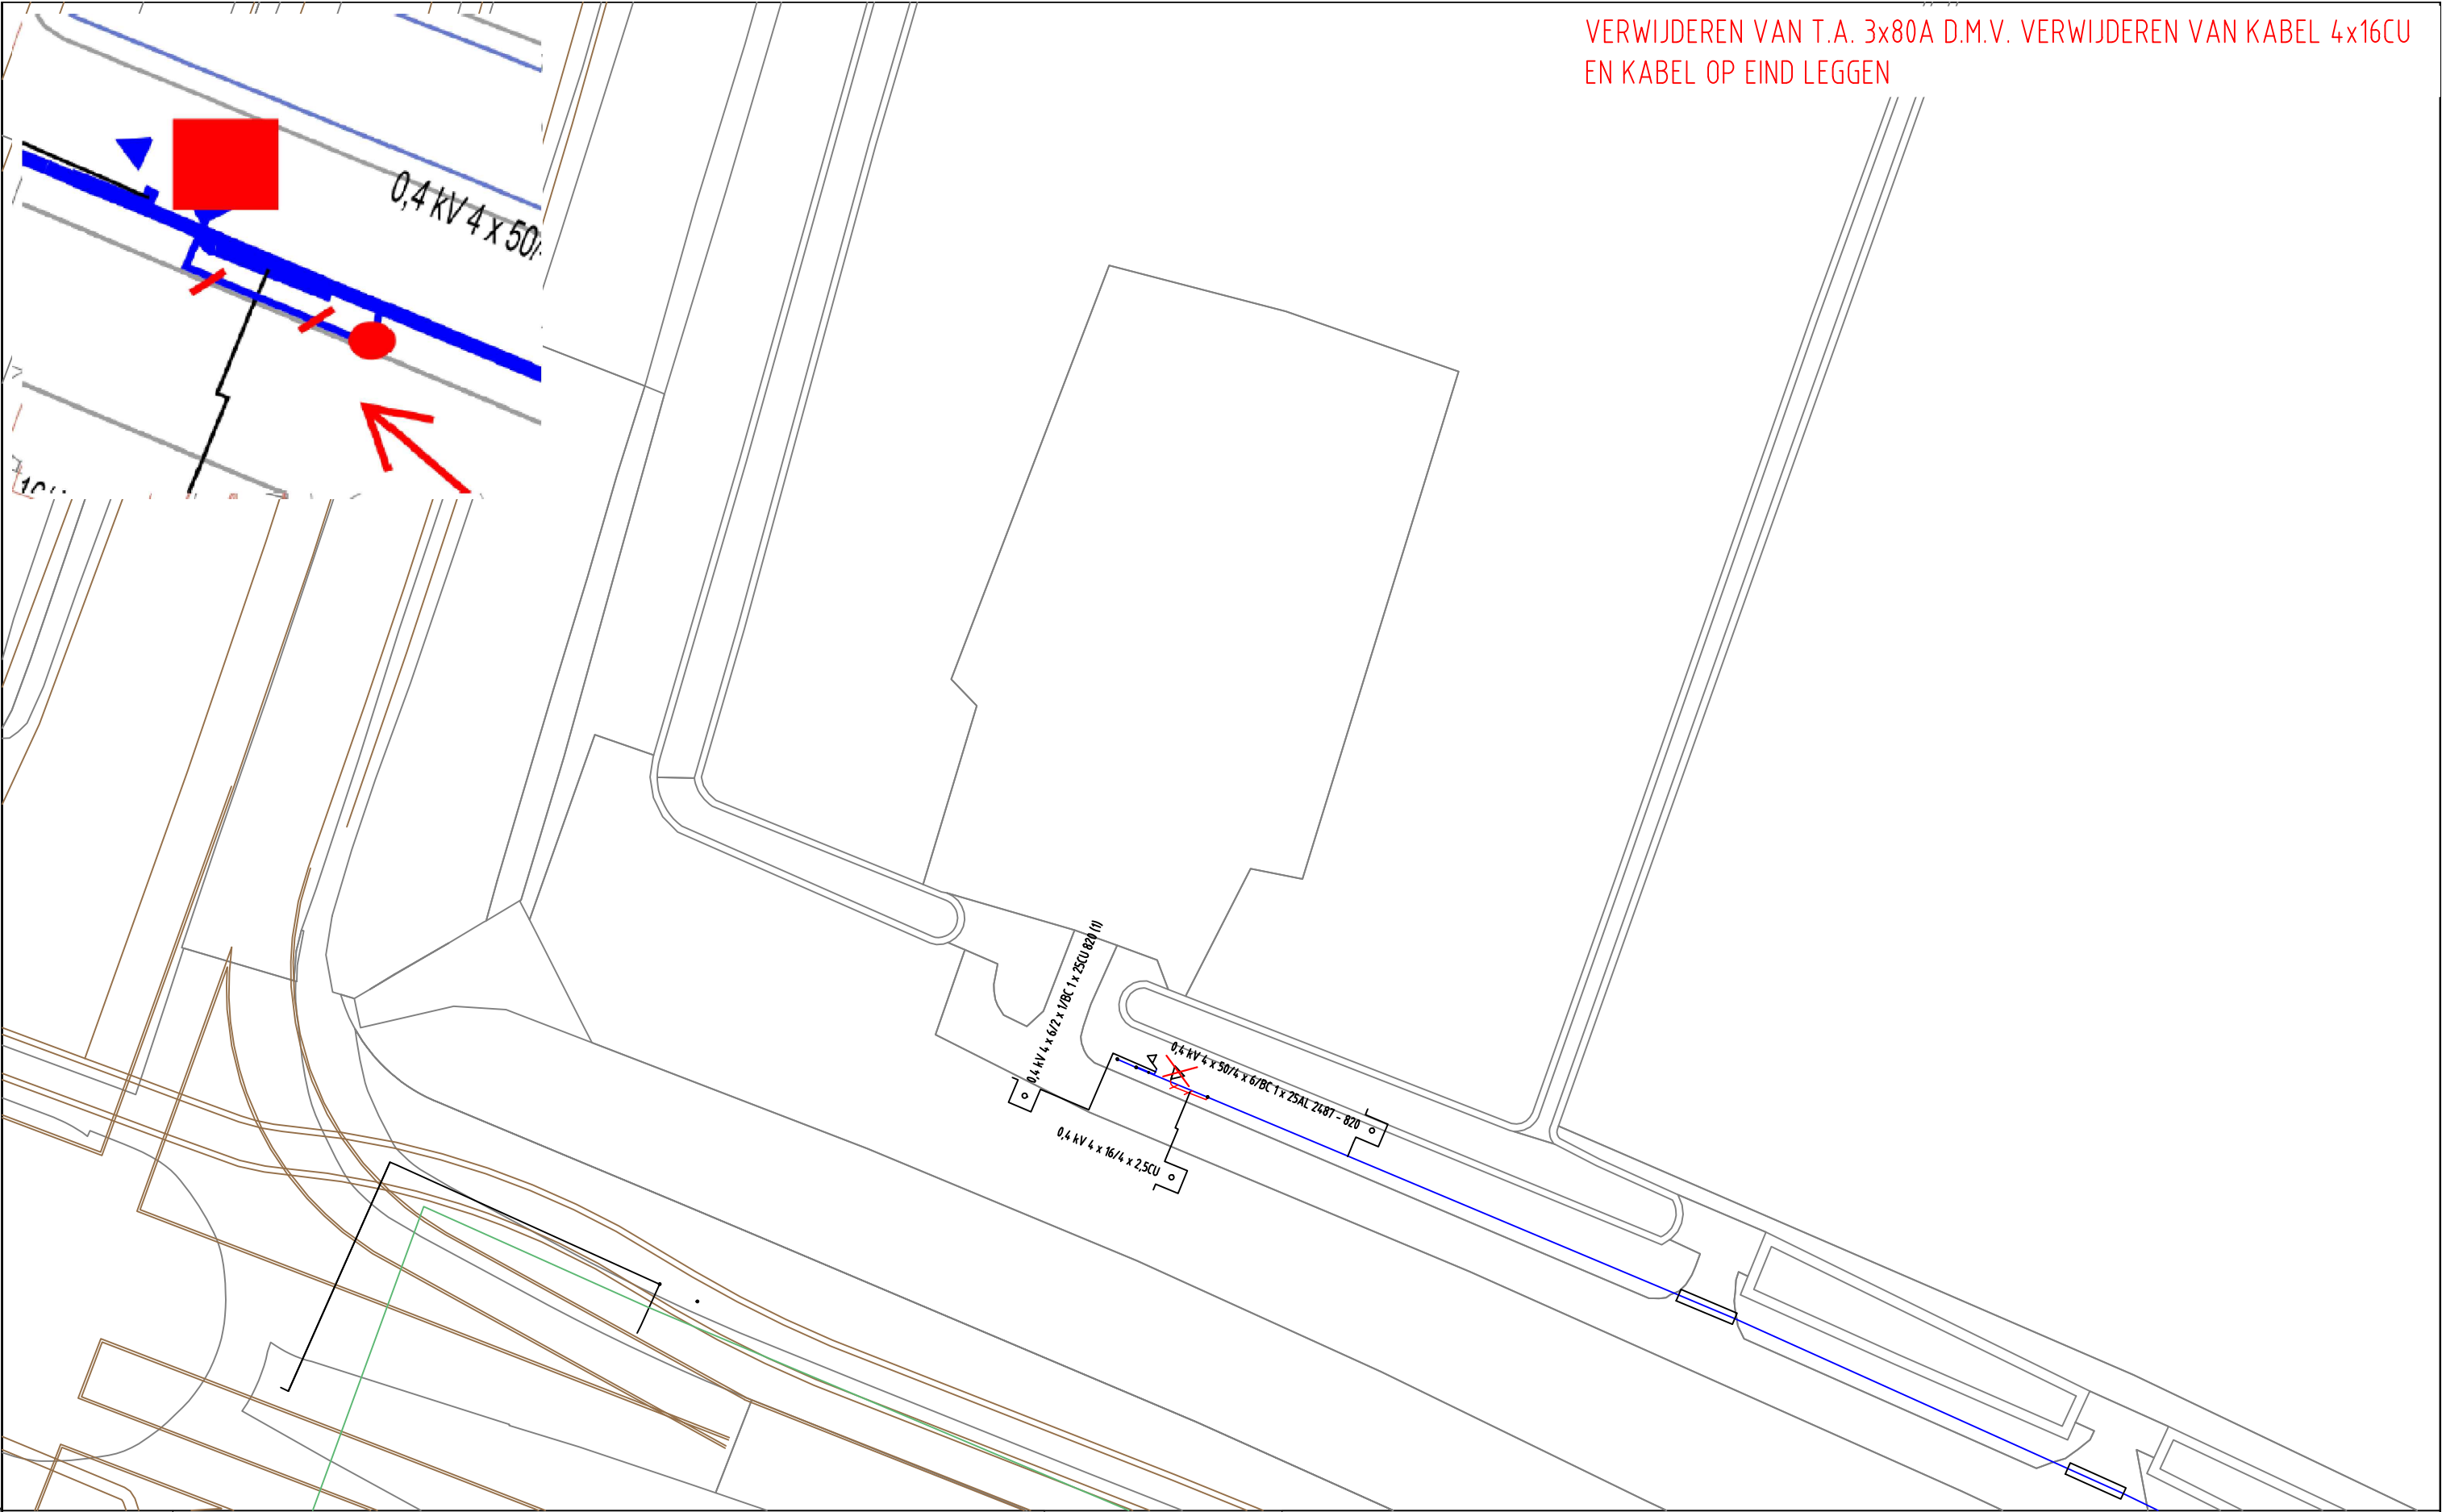 VERWIJDEREN VAN T.A. 3x80A D.M.V. VERWIJDEREN VAN KABEL 4x16CU
EN KABEL OP EIND LEGGEN
0,4 kV 4 x 50/
0,4 kV 4 x 6/2 x 1/BC 1 x 25CU 820 (1)
0,4 kV 4 x 50/4 x 6/BC 1 x 25AL 2487 - 820
0,4 kV 4 x 16/4 x 2,5CU